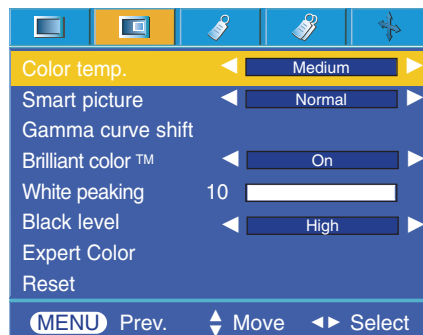 Color temp. Medium
Smart picture Normal
Gamma curve shift
Brilliant color ™ On
White peaking 10
Black level High
Expert Color
Reset
MENU Prev. Move Select